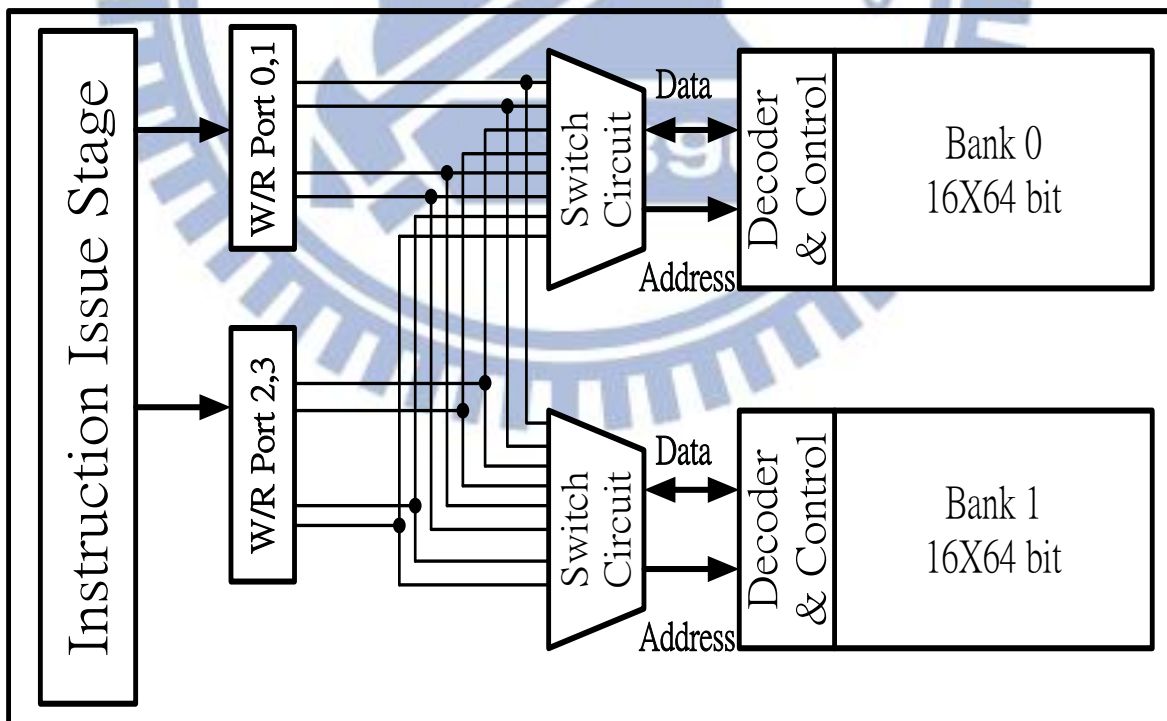 Instruction Issue Stage
W/R Port 0,1
W/R Port 2,3
Switch
Circuit
Data
Address
Decoder
& Control
Bank 0
16X64 bit
Switch
Circuit
Data
Address
Decoder
& Control
Bank 1
16X64 bit